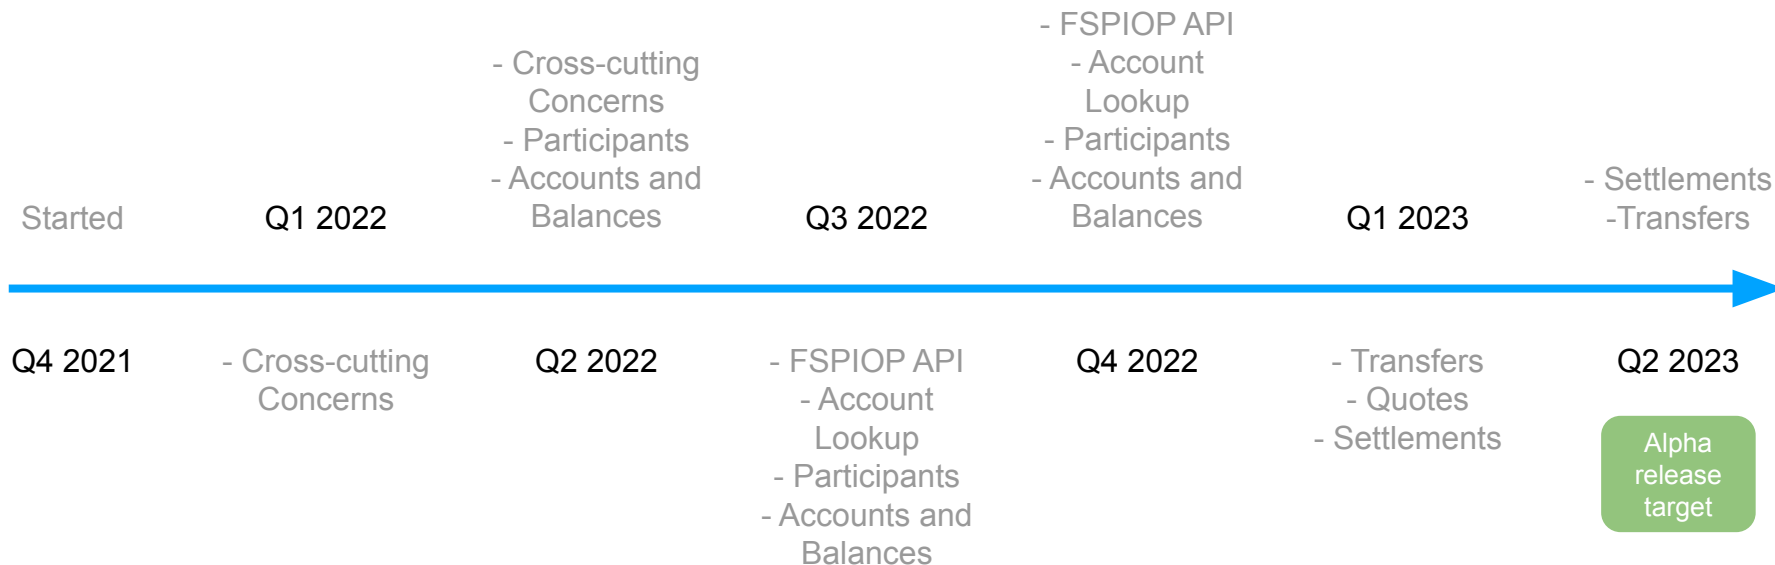 Started
Q4 2021
Q1 2022
- Cross-cutting
Concerns
- Cross-cutting
Concerns
- Participants
- Accounts and
Balances
Q2 2022
Q3 2022
- FSPIOP API
- Account
Lookup
- Participants
- Accounts and
Balances
- FSPIOP API
- Account
Lookup
- Participants
- Accounts and
Balances
Q4 2022
Q1 2023
- Transfers
- Quotes
- Settlements
- Settlements
-Transfers
Q2 2023
Alpha
release
target